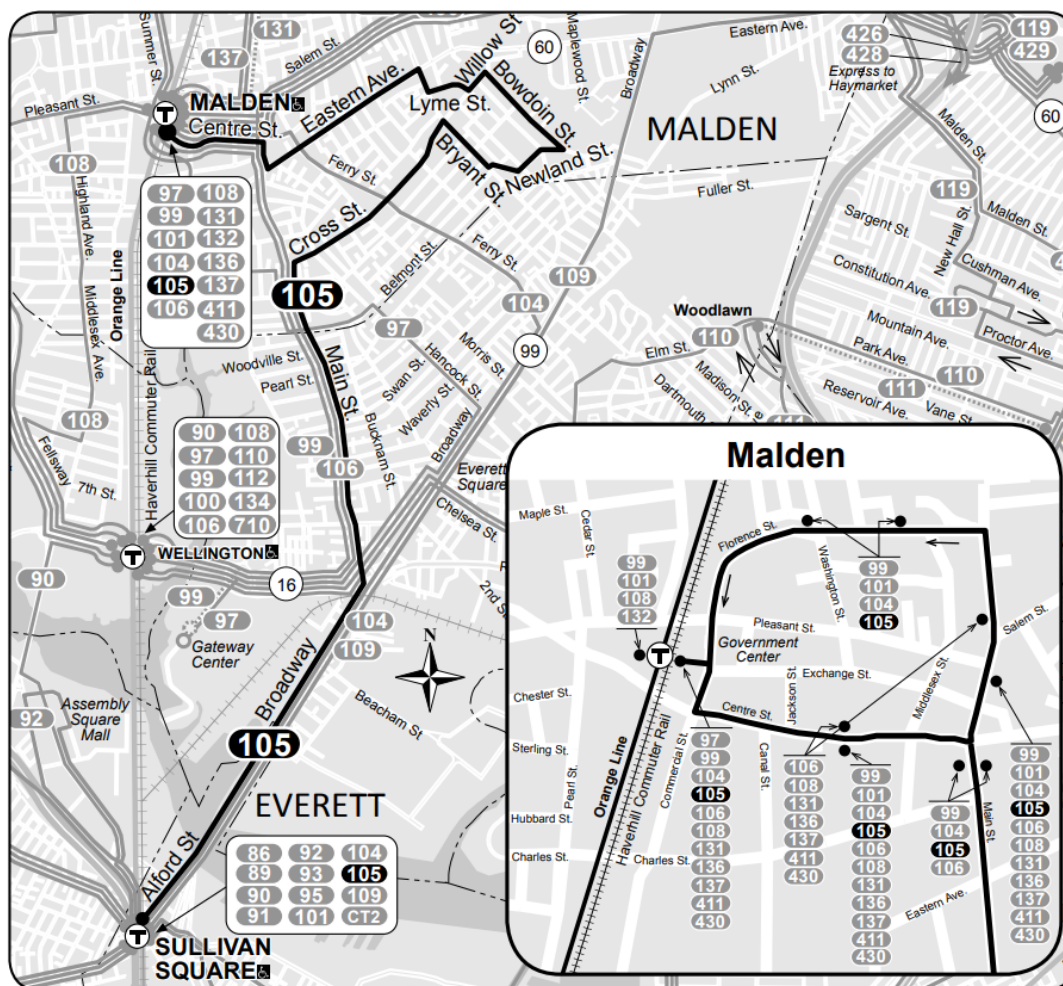 Summer St.
137
131
Salem St.
60
Willow St
Maplewood St.
Broadway
Eastern Ave.
426
428
Express to
Haymarket
119
429
60
Pleasant St.
T
MALDEN
Centre St.
Eastern Ave.
Lyme St.
Bowdoin St.
Lynn St.
MALDEN
Malden St.
108
Highland Ave.
Ferry St.
Bryant St.
Newland St.
Fuller St.
119
Sargent St.
New Hall St.
Malden St.
97 108
99 131
101 132
104 136
105 137
106 411
430
Orange Line
Cross St.
Belmont St.
Ferry St.
109
Constitution Ave.
Cushman Ave.
105
104
Woodlawn
119
Middlesex Ave.
97
99
Elm St.
110
Mountain Ave.
Proctor Ave.
Woodville St.
Pearl St.
Main St.
Swan St.
Hancock St.
Morris St.
Waverly St.
Park Ave.
110
111
Dartmouth
Madison St.
Reservoir Ave.
Vane St.
108
Haverhill Commuter Rail
Bucknam St.
Broadway
111
Fellsway
7th St.
90 108
97 110
99 112
100 134
106 710
99
106
Everett
Square
Chelsea St.
T
WELLINGTON
16
90
99
97
Gateway
Center
2nd
104
109
N
Broadway
Beacham St.
92
Assembly
Square
Mall
105
EVERETT
Alford St
86 92 104
89 93 105
90 95 109
91 101 CT2
T
SULLIVAN
SQUARE
Malden
Maple St.
Cedar St.
Florence St.
Washington St.
99
101
108
132
99
101
104
105
Pleasant St.
Salem St.
T
Government
Center
Chester St.
Exchange St.
Jackson St.
Middlesex St.
Centre St.
Sterling St.
Pearl St.
Orange Line
Haverhill Commuter Rail
Commercial St.
Canal St.
Hubbard St.
Charles St.
Charles St.
97
99
104
105
106
108
131
136
137
411
430
106
108
131
136
137
411
430
99
101
104
105
106
108
131
136
137
411
430
99
104
105
106
Main St.
99
101
104
105
106
108
131
136
137
411
430
Eastern Ave.